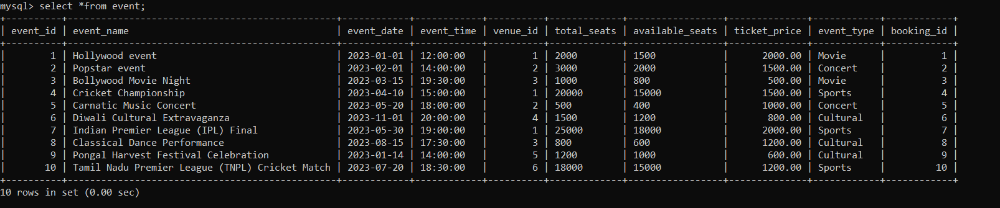 mysql> select *from event;
+----------+-----------------------------------------------+------------+------------+----------+-------------+-----------------+--------------+------------+------------+
| event_id | event_name                                    | event_date | event_time | venue_id | total_seats | available_seats | ticket_price | event_type | booking_id |
+----------+-----------------------------------------------+------------+------------+----------+-------------+-----------------+--------------+------------+------------+
|        1 | Hollywood event                               | 2023-01-01 | 12:00:00   |        1 | 2000        | 1500            |      2000.00 | Movie      |          1 |
|        2 | Popstar event                                 | 2023-02-01 | 14:00:00   |        2 | 3000        | 2000            |      1500.00 | Concert    |          2 |
|        3 | Bollywood Movie Night                         | 2023-03-15 | 19:30:00   |        3 | 1000        | 800             |       500.00 | Movie      |          3 |
|        4 | Cricket Championship                          | 2023-04-10 | 15:00:00   |        1 | 20000       | 15000           |      1500.00 | Sports     |          4 |
|        5 | Carnatic Music Concert                        | 2023-05-20 | 18:00:00   |        2 | 500         | 400             |      1000.00 | Concert    |          5 |
|        6 | Diwali Cultural Extravaganza                  | 2023-11-01 | 20:00:00   |        4 | 1500        | 1200            |       800.00 | Cultural   |          6 |
|        7 | Indian Premier League (IPL) Final             | 2023-05-30 | 19:00:00   |        1 | 25000       | 18000           |      2000.00 | Sports     |          7 |
|        8 | Classical Dance Performance                   | 2023-08-15 | 17:30:00   |        3 | 800         | 600             |      1200.00 | Cultural   |          8 |
|        9 | Pongal Harvest Festival Celebration           | 2023-01-14 | 14:00:00   |        5 | 1200        | 1000            |       600.00 | Cultural   |          9 |
|       10 | Tamil Nadu Premier League (TNPL) Cricket Match | 2023-07-20 | 18:30:00   |        6 | 18000       | 15000           |      1200.00 | Sports     |         10 |
+----------+-----------------------------------------------+------------+------------+----------+-------------+-----------------+--------------+------------+------------+
10 rows in set (0.00 sec)